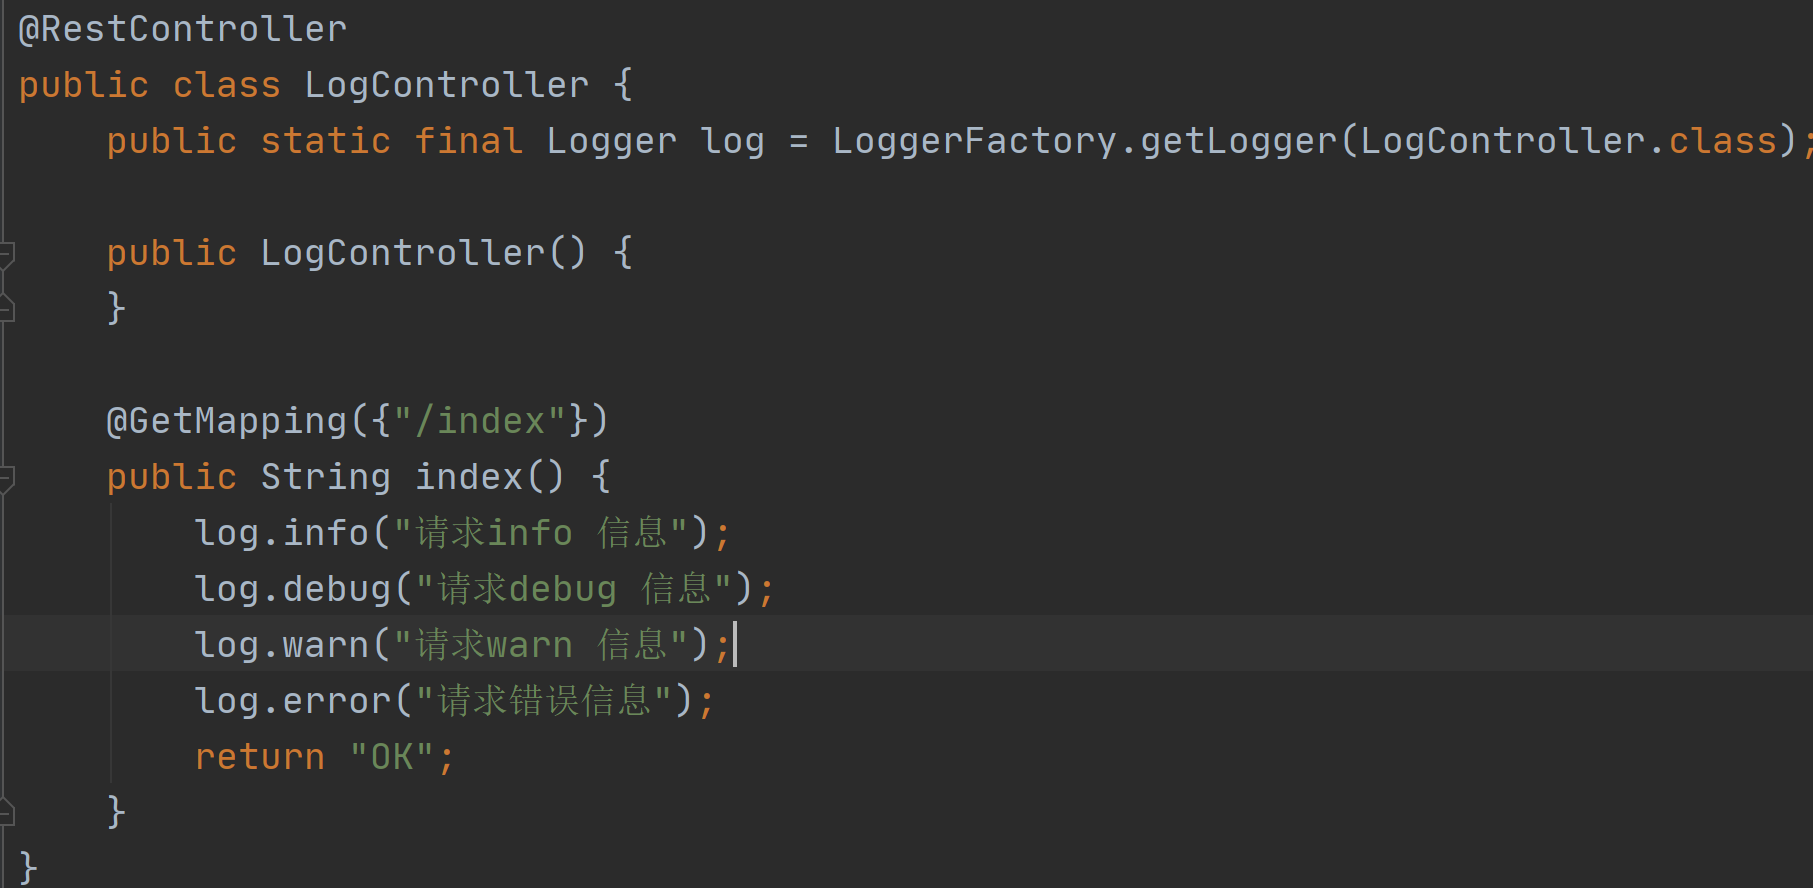 @RestController
public class LogController {
    public static final Logger log = LoggerFactory.getLogger(LogController.class);
    public LogController() {
    }
    @GetMapping({"/index"})
    public String index() {
        log.info("请求info 信息");
        log.debug("请求debug 信息");
        log.warn("请求warn 信息");
        log.error("请求错误信息");
        return "OK";
    }
}